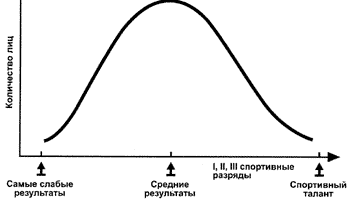 Количество лиц
I, II, III спортивные
разряды
Самые слабые
результаты
Средние
результаты
Спортивный
талант